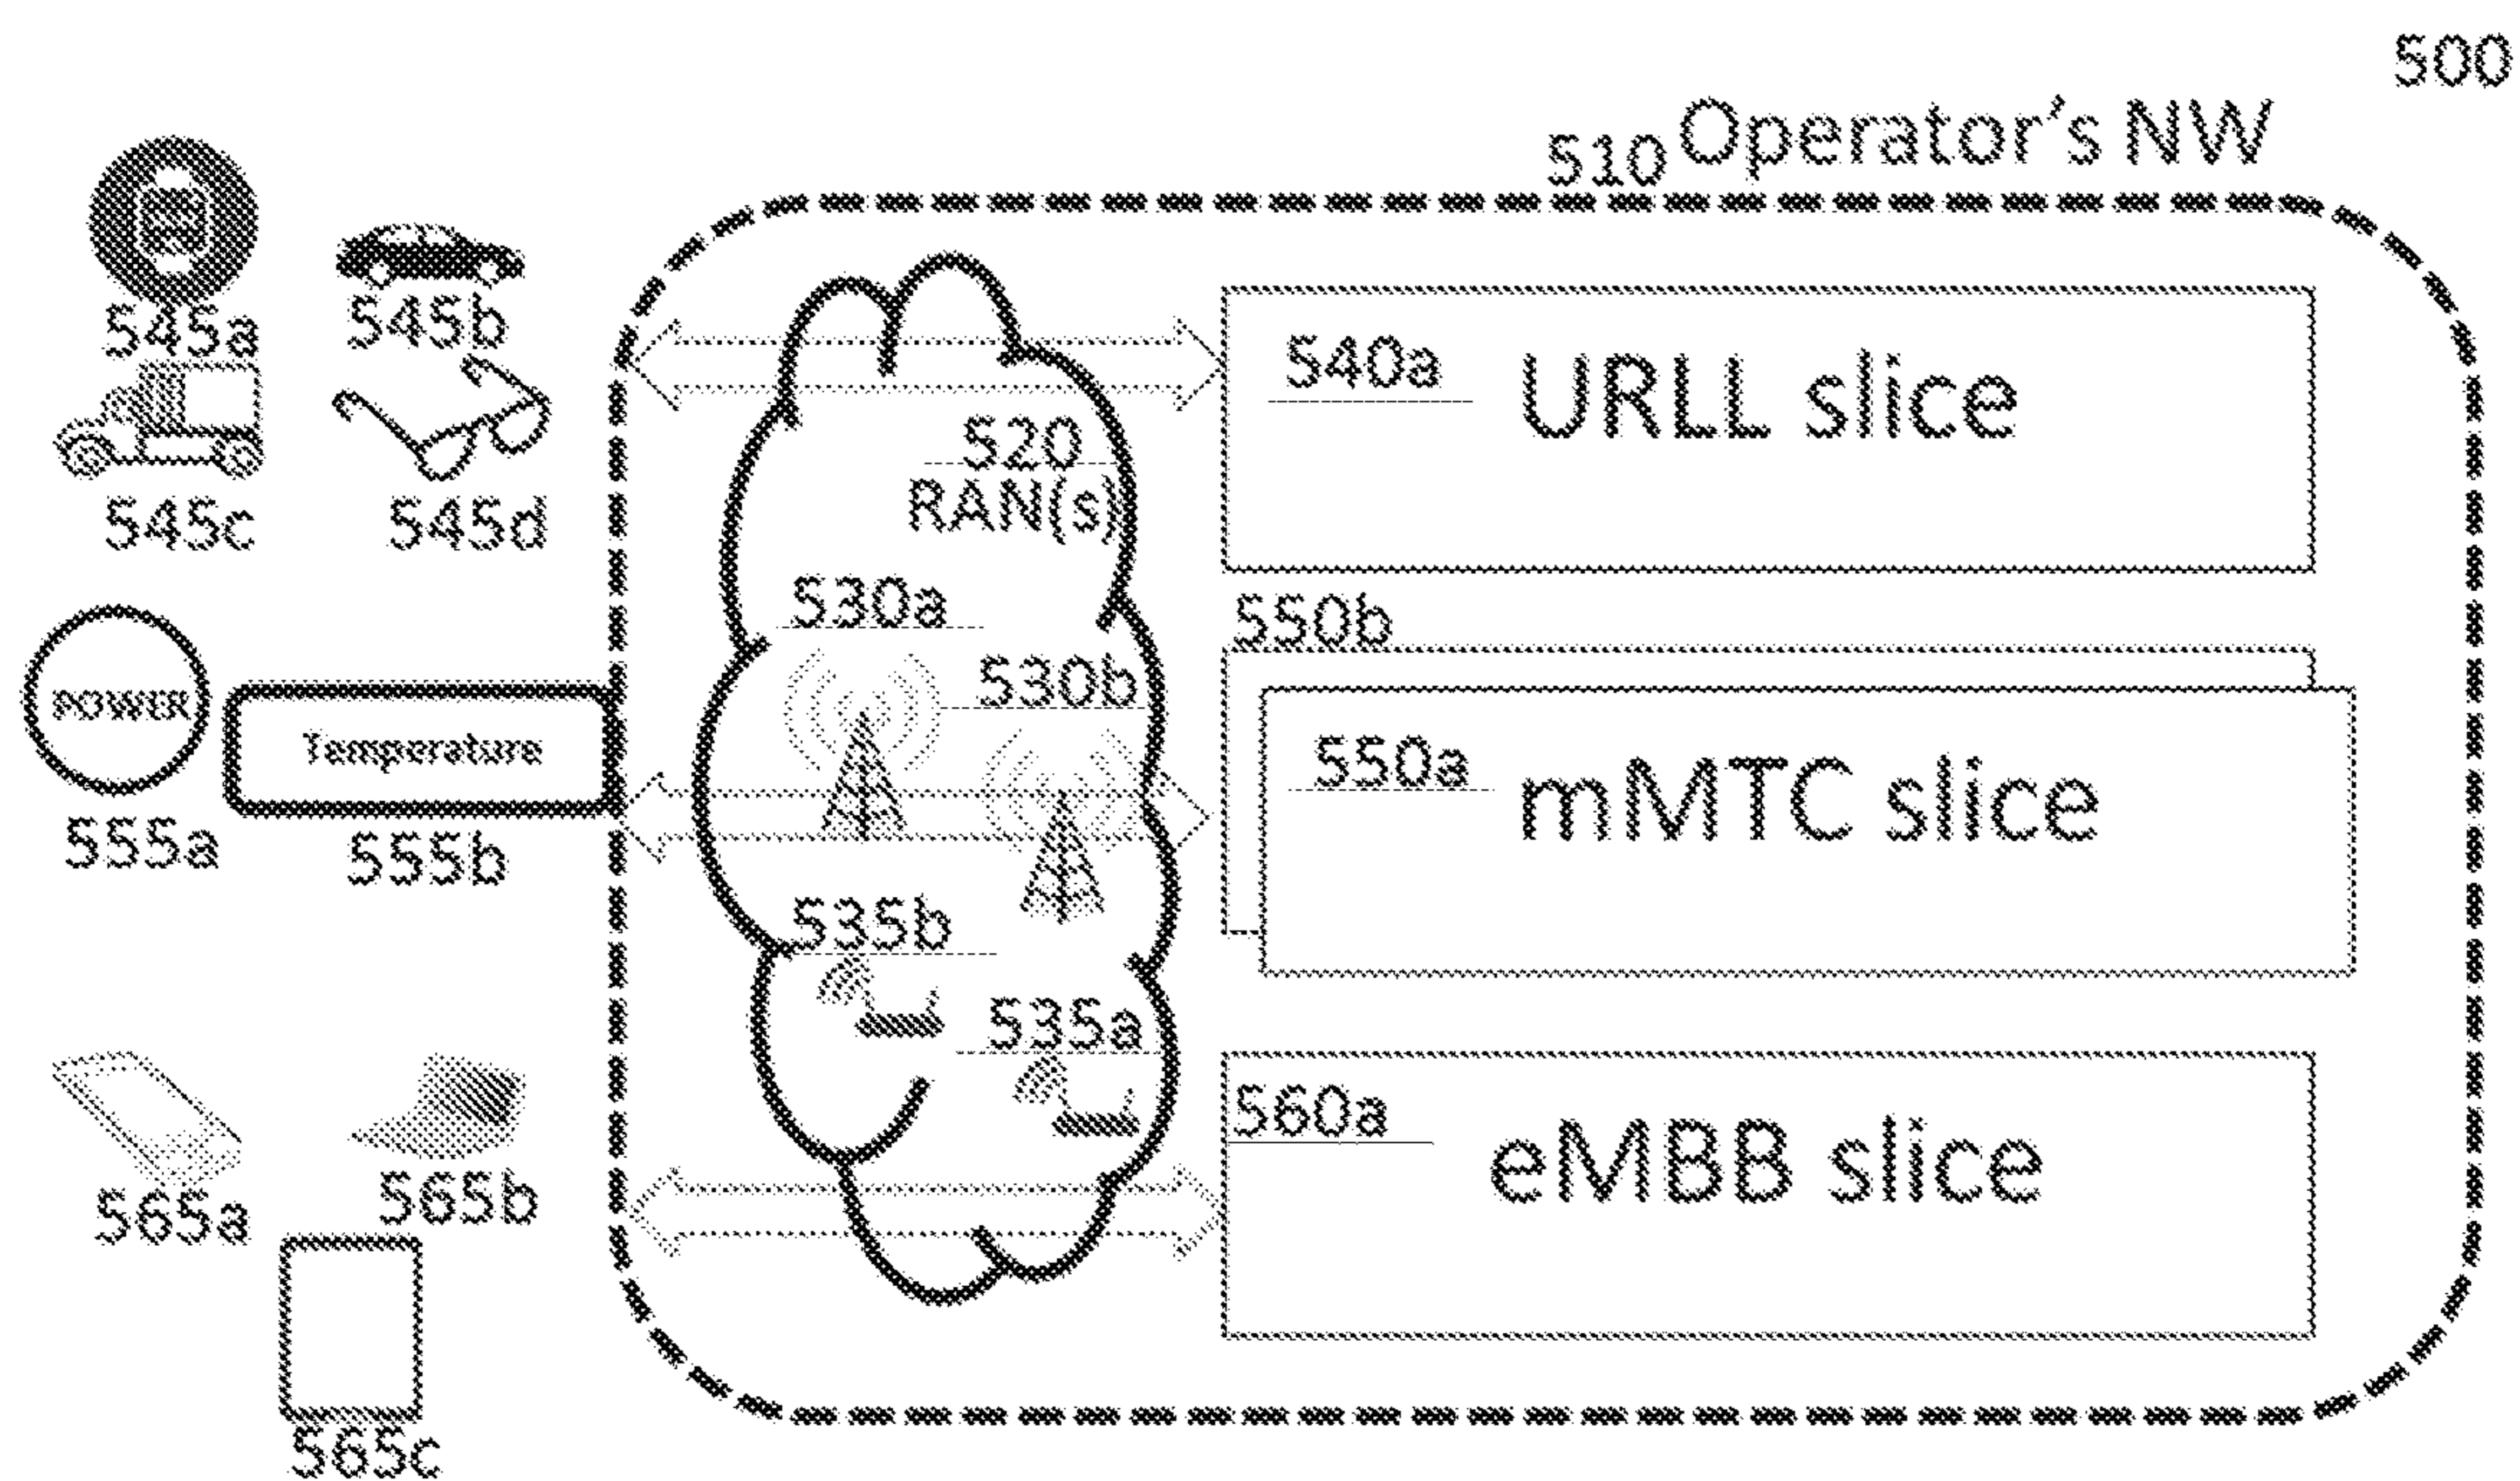 500
510 Operator's NW
545a
545b
545c
545d
520
RAN(s)
540a URLL slice
530a
530b
550b
550a mMTC slice
POWER
Temperature
555a
555b
535b
535a
560a eMBB slice
565a
565b
565c